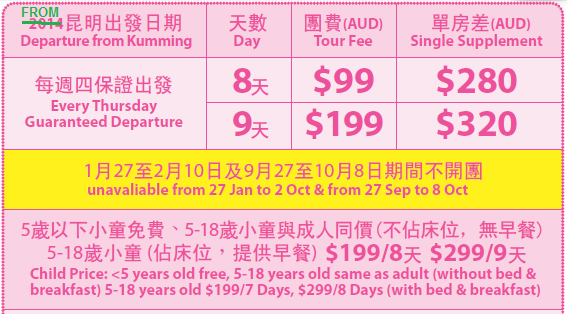 FROM
2014昆明出發日期
Departure from Kumming
天數
Day
團費(AUD)
Tour Fee
單房差(AUD)
Single Supplement
每週四保證出發
Every Thursday
Guaranteed Departure
8天
$99
$280
9天
$199
$320
1月27至2月10日及9月27至10月8日期間不開團
unavaliable from 27 Jan to 2 Oct & from 27 Sep to 8 Oct
5歲以下小童免費、5-18歲小童與成人同價(不佔床位，無早餐)
5-18歲小童(佔床位，提供早餐) $199/8天 $299/9天
Child Price: <5 years old free, 5-18 years old same as adult (without bed &
breakfast) 5-18 years old $199/7 Days, $299/8 Days (with bed & breakfast)